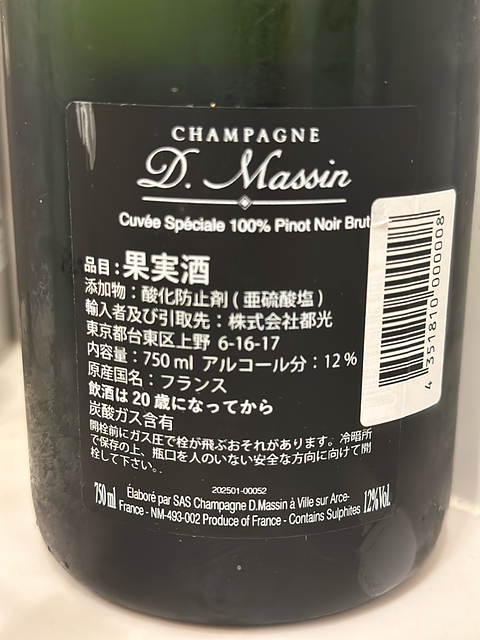 CHAMPAGNE
D. Massin
Cuvée Spéciale 100% Pinot Noir Brut
品目：果実酒
添加物：酸化防止剤 ( 亜硫酸塩 )
輸入者及び引取先：株式会社都光
東京都台東区上野 6-16-17
内容量：750 ml アルコール分：12％
原産国名：フランス
飲酒は20歳になってから
炭酸ガス含有
開栓前にガス圧で栓が飛ぶおそれがあります。冷暗所
で保存の上、瓶口を人のいない安全な方向に向けて開
栓して下さい。
202501-00052
750 ml
Élaboré par SAS Champagne D.Massin à Ville sur Arce-
France - NM-493-002 Produce of France - Contains Sulphites
12%Vol.
4 351810 000008